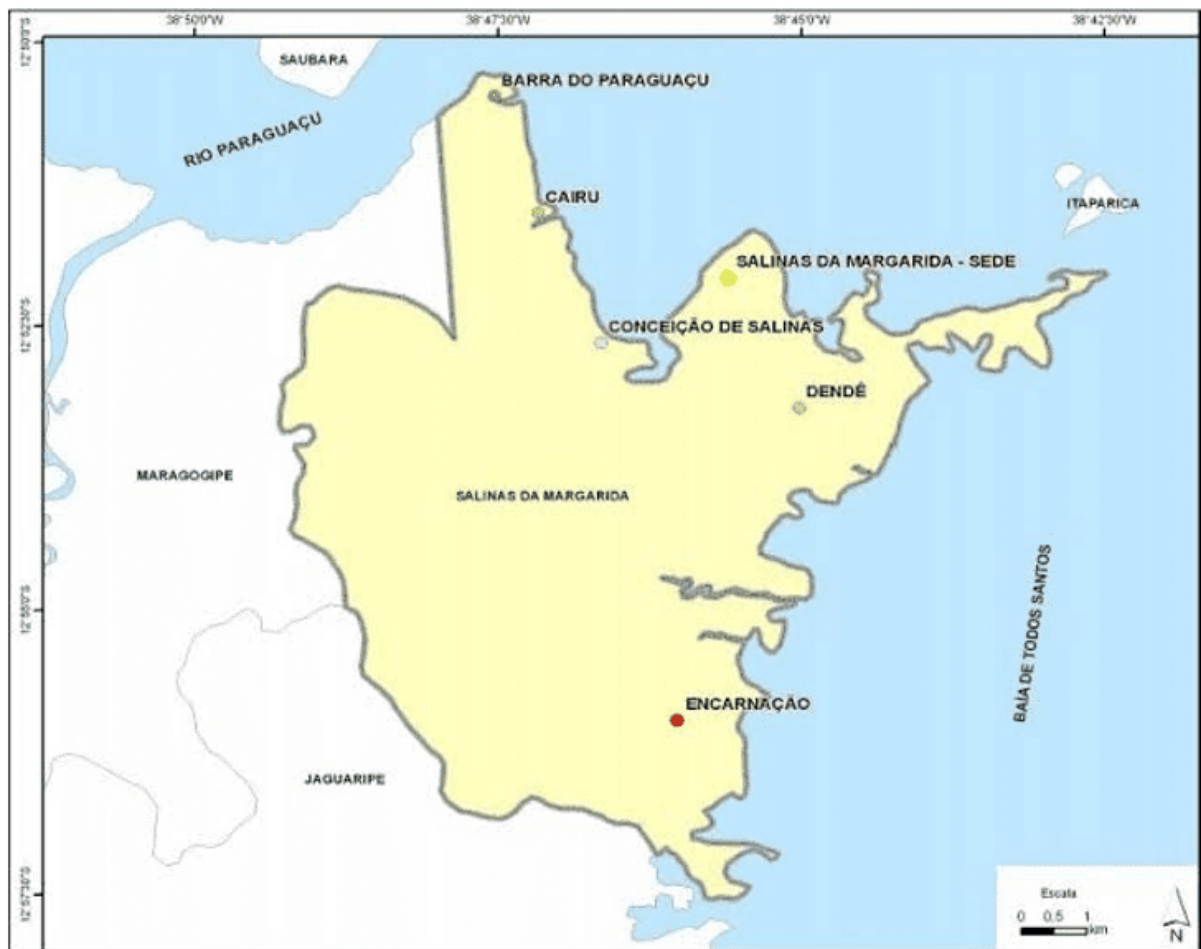 38°50'0"W
38°47'30"W
38°45'0"W
38°42'30"W
SAUBARA
BARRA DO PARAGUAÇU
RIO PARAGUAÇU
CAIRU
ITAPARICA
SALINAS DA MARGARIDA - SEDE
CONCEIÇÃO DE SALINAS
DENDÊ
MARAGOGIPE
SALINAS DA MARGARIDA
BAÍA DE TODOS SANTOS
ENCARNAÇÃO
JAGUARIPE
Escala
0 0,5 1
km
N